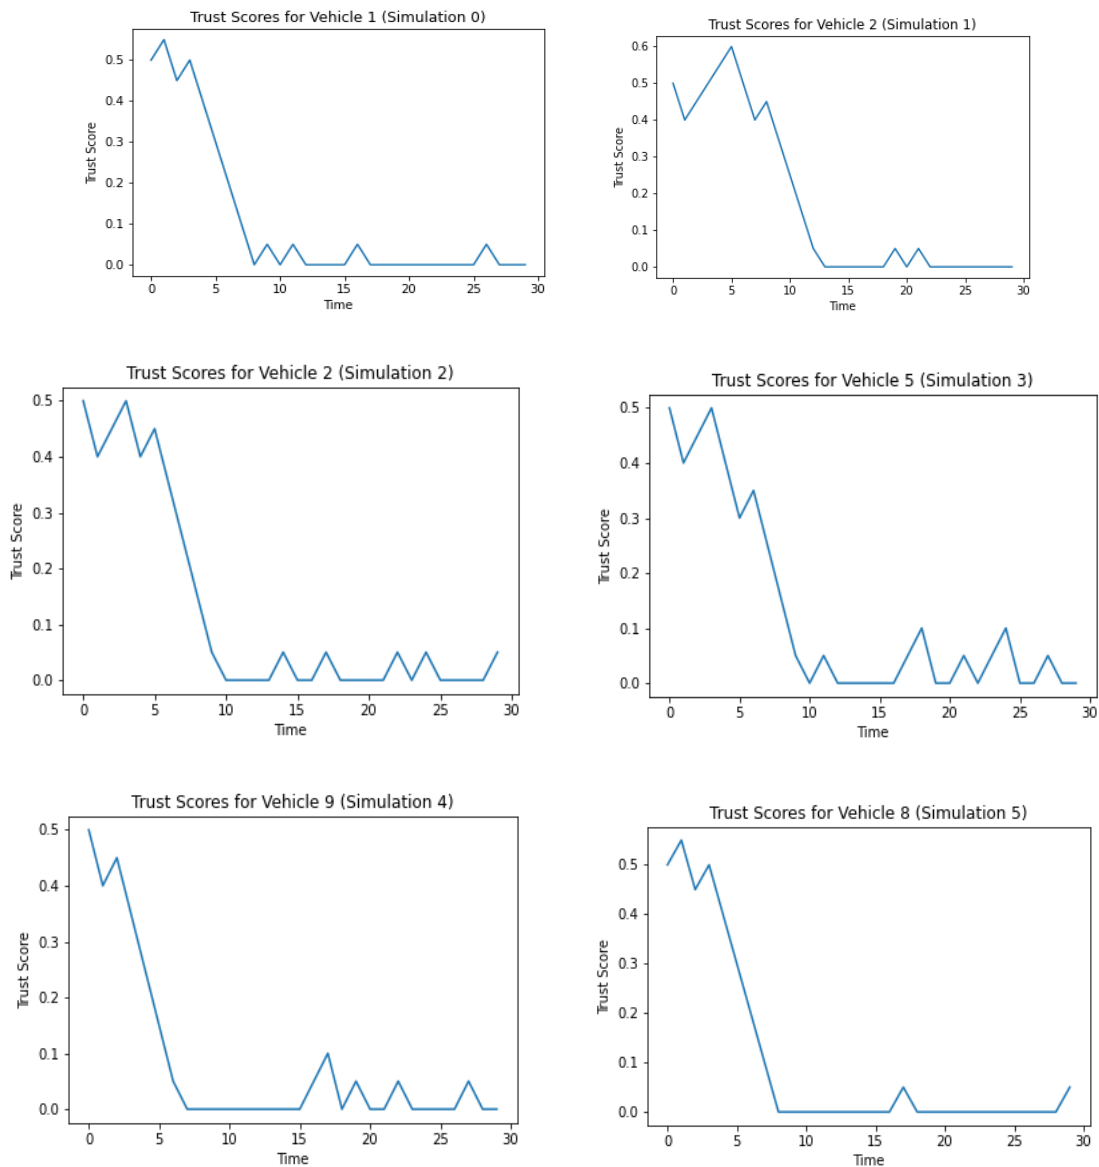 Trust Scores for Vehicle 1 (Simulation 0)
Trust Score
0.5
0.4
0.3
0.2
0.1
0.0
0 5 10 15 20 25 30
Time
Trust Scores for Vehicle 2 (Simulation 1)
Trust Score
0.6
0.5
0.4
0.3
0.2
0.1
0.0
0 5 10 15 20 25 30
Time
Trust Scores for Vehicle 2 (Simulation 2)
Trust Score
0.5
0.4
0.3
0.2
0.1
0.0
0 5 10 15 20 25 30
Time
Trust Scores for Vehicle 5 (Simulation 3)
Trust Score
0.5
0.4
0.3
0.2
0.1
0.0
0 5 10 15 20 25 30
Time
Trust Scores for Vehicle 9 (Simulation 4)
Trust Score
0.5
0.4
0.3
0.2
0.1
0.0
0 5 10 15 20 25 30
Time
Trust Scores for Vehicle 8 (Simulation 5)
Trust Score
0.5
0.4
0.3
0.2
0.1
0.0
0 5 10 15 20 25 30
Time